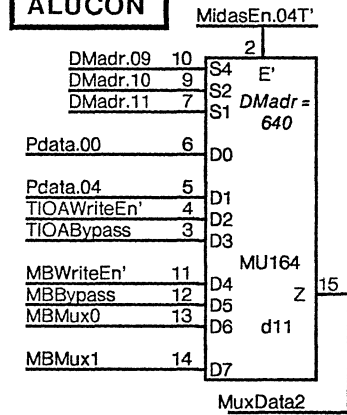 ALUCON
MidasEn.04T'
2
DMadr.09 10 S4 E'
DMadr.10 9 S2 DMadr =
DMadr.11 7 S1 640
Pdata.00 6 D0
Pdata.04 5 D1
TIOAWriteEn' 4 D2
TIOABypass 3 D3
MU164
MBWriteEn' 11 D4
Z 15
MBBypass 12 D5
MBMux0 13 D6 d11
MBMux1 14 D7
MuxData2